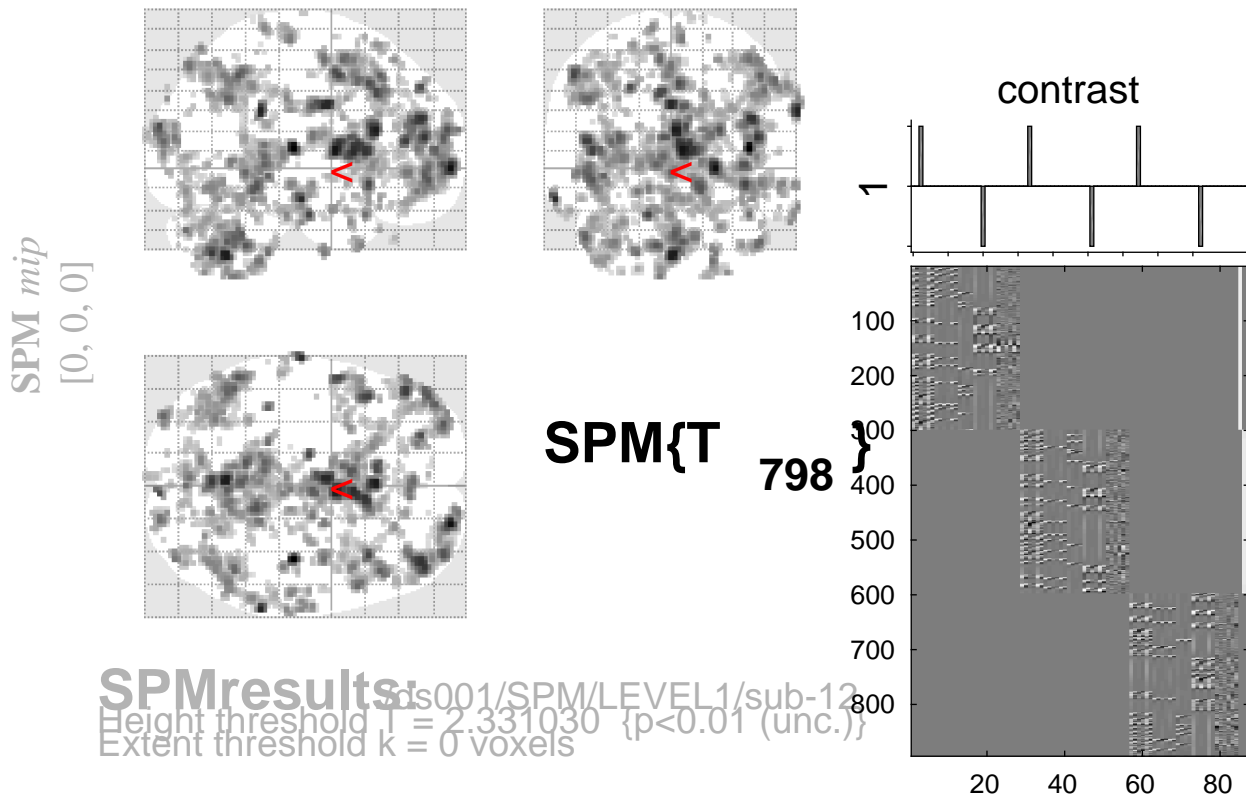 SPM mip
[0, 0, 0]
<
<
<
SPM{T798}
contrast
1
100
200
300
400
500
600
700
800
20
40
60
80
SPMresults: /ds001/SPM/LEVEL1/sub-12
Height threshold T = 2.331030 {p<0.01 (unc.)}
Extent threshold k = 0 voxels